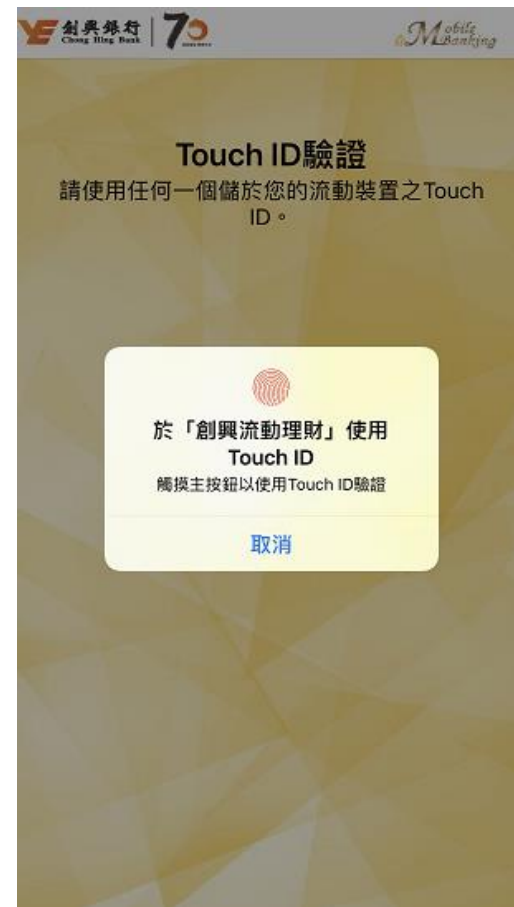 創興銀行
Chong Hing Bank
70
Mobile
Banking
Touch ID驗證
請使用任何一個儲於您的流動裝置之Touch
ID。
於「創興流動理財」使用
Touch ID
觸摸主按鈕以使用Touch ID驗證
取消